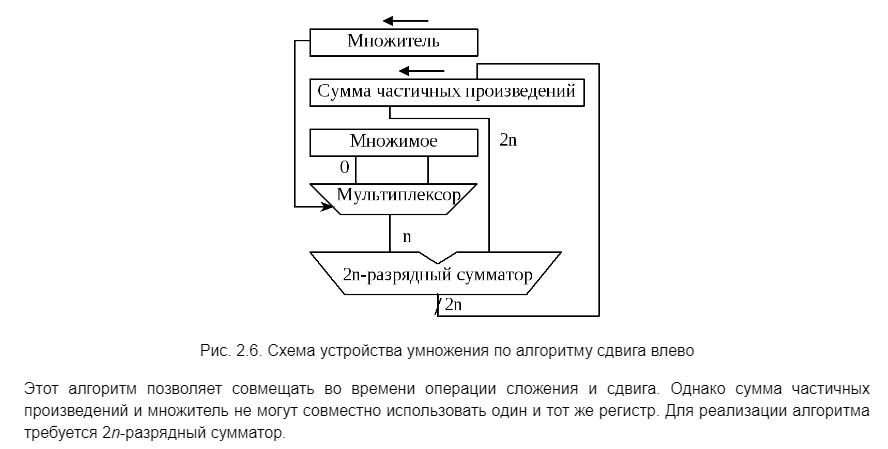 Множитель
Сумма частичных произведений
Множимое
2n
0
Мультиплексор
n
2n-разрядный сумматор
2n
Рис. 2.6. Схема устройства умножения по алгоритму сдвига влево
Этот алгоритм позволяет совмещать во времени операции сложения и сдвига. Однако сумма частичных
произведений и множитель не могут совместно использовать один и тот же регистр. Для реализации алгоритма
требуется 2n-разрядный сумматор.